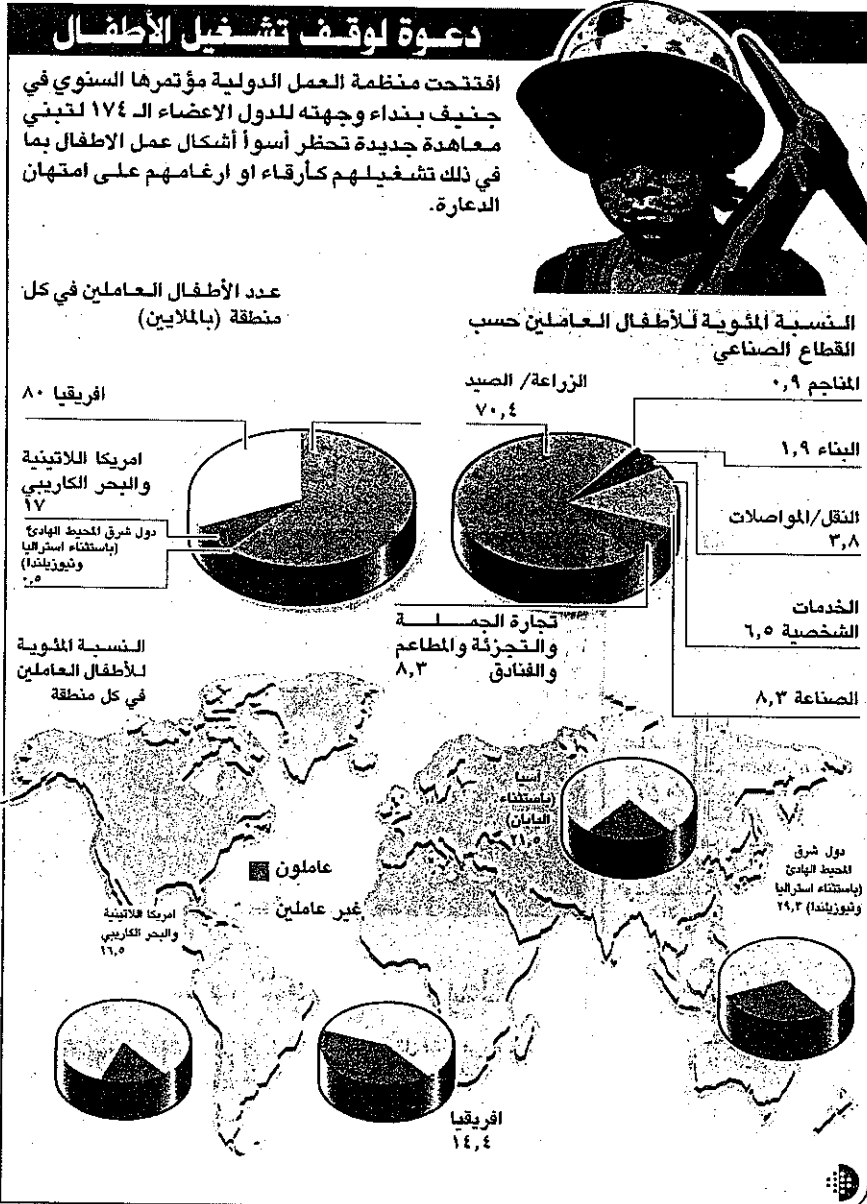 دعوة لوقف تشغيل الأطفال
افتتحت منظمة العمل الدولية مؤتمرها السنوي في
جنيف بنداء وجهته للدول الاعضاء الـ ١٧٤ لتبني
معاهدة جديدة تحظر أسوأ أشكال عمل الاطفال بما
في ذلك تشغيلهم كأرقاء او ارغامهم على امتهان
الدعارة.
النسبة المئوية للأطفال العاملين حسب
القطاع الصناعي
المناجم ٠,٩
الزراعة/ الصيد
٧٠,٤
البناء ١,٩
النقل/المواصلات
٣,٨
الخدمات
الشخصية ٦,٥
الصناعة ٨,٣
تجارة الجملة
والتجزئة والمطاعم
والفنادق ٨,٣
عدد الأطفال العاملين في كل
منطقة (بالملايين)
افريقيا ٨٠
امريكا اللاتينية
والبحر الكاريبي
١٧
دول شرق المحيط الهادئ
(باستثناء استراليا
ونيوزيلندا)
٠,٥
النسبة المئوية
للأطفال العاملين
في كل منطقة
آسيا
(باستثناء
اليابان)
٢١,٥
دول شرق
المحيط الهادئ
(باستثناء استراليا
ونيوزيلندا) ٢٩,٣
عاملون
غير عاملين
امريكا اللاتينية
والبحر الكاريبي
١٦,٥
افريقيا
١٤,٤